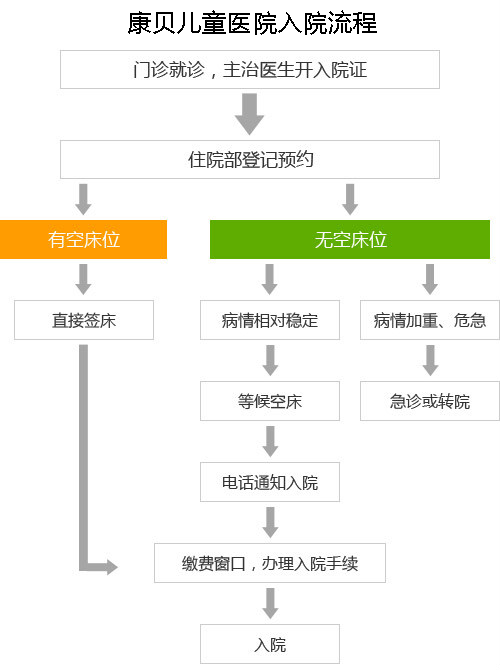 康贝儿童医院入院流程
门诊就诊，主治医生开入院证
住院部登记预约
有空床位
无空床位
直接签床
病情相对稳定
病情加重、危急
等候空床
急诊或转院
电话通知入院
缴费窗口，办理入院手续
入院